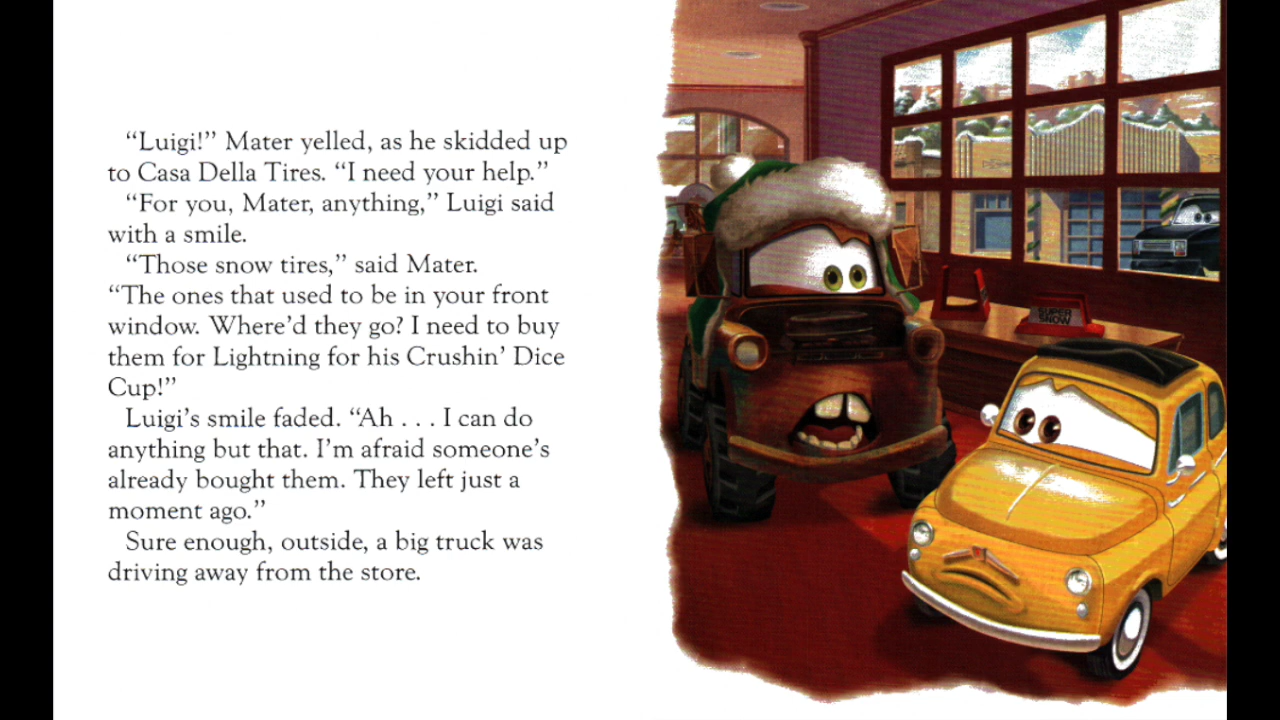 “Luigi!” Mater yelled, as he skidded up
to Casa Della Tires. “I need your help.”
“For you, Mater, anything,” Luigi said
with a smile.
“Those snow tires,” said Mater.
“The ones that used to be in your front
window. Where’d they go? I need to buy
them for Lightning for his Crushin’ Dice
Cup!”
Luigi’s smile faded. “Ah . . . I can do
anything but that. I’m afraid someone’s
already bought them. They left just a
moment ago.”
Sure enough, outside, a big truck was
driving away from the store.
SUPER
SNOW